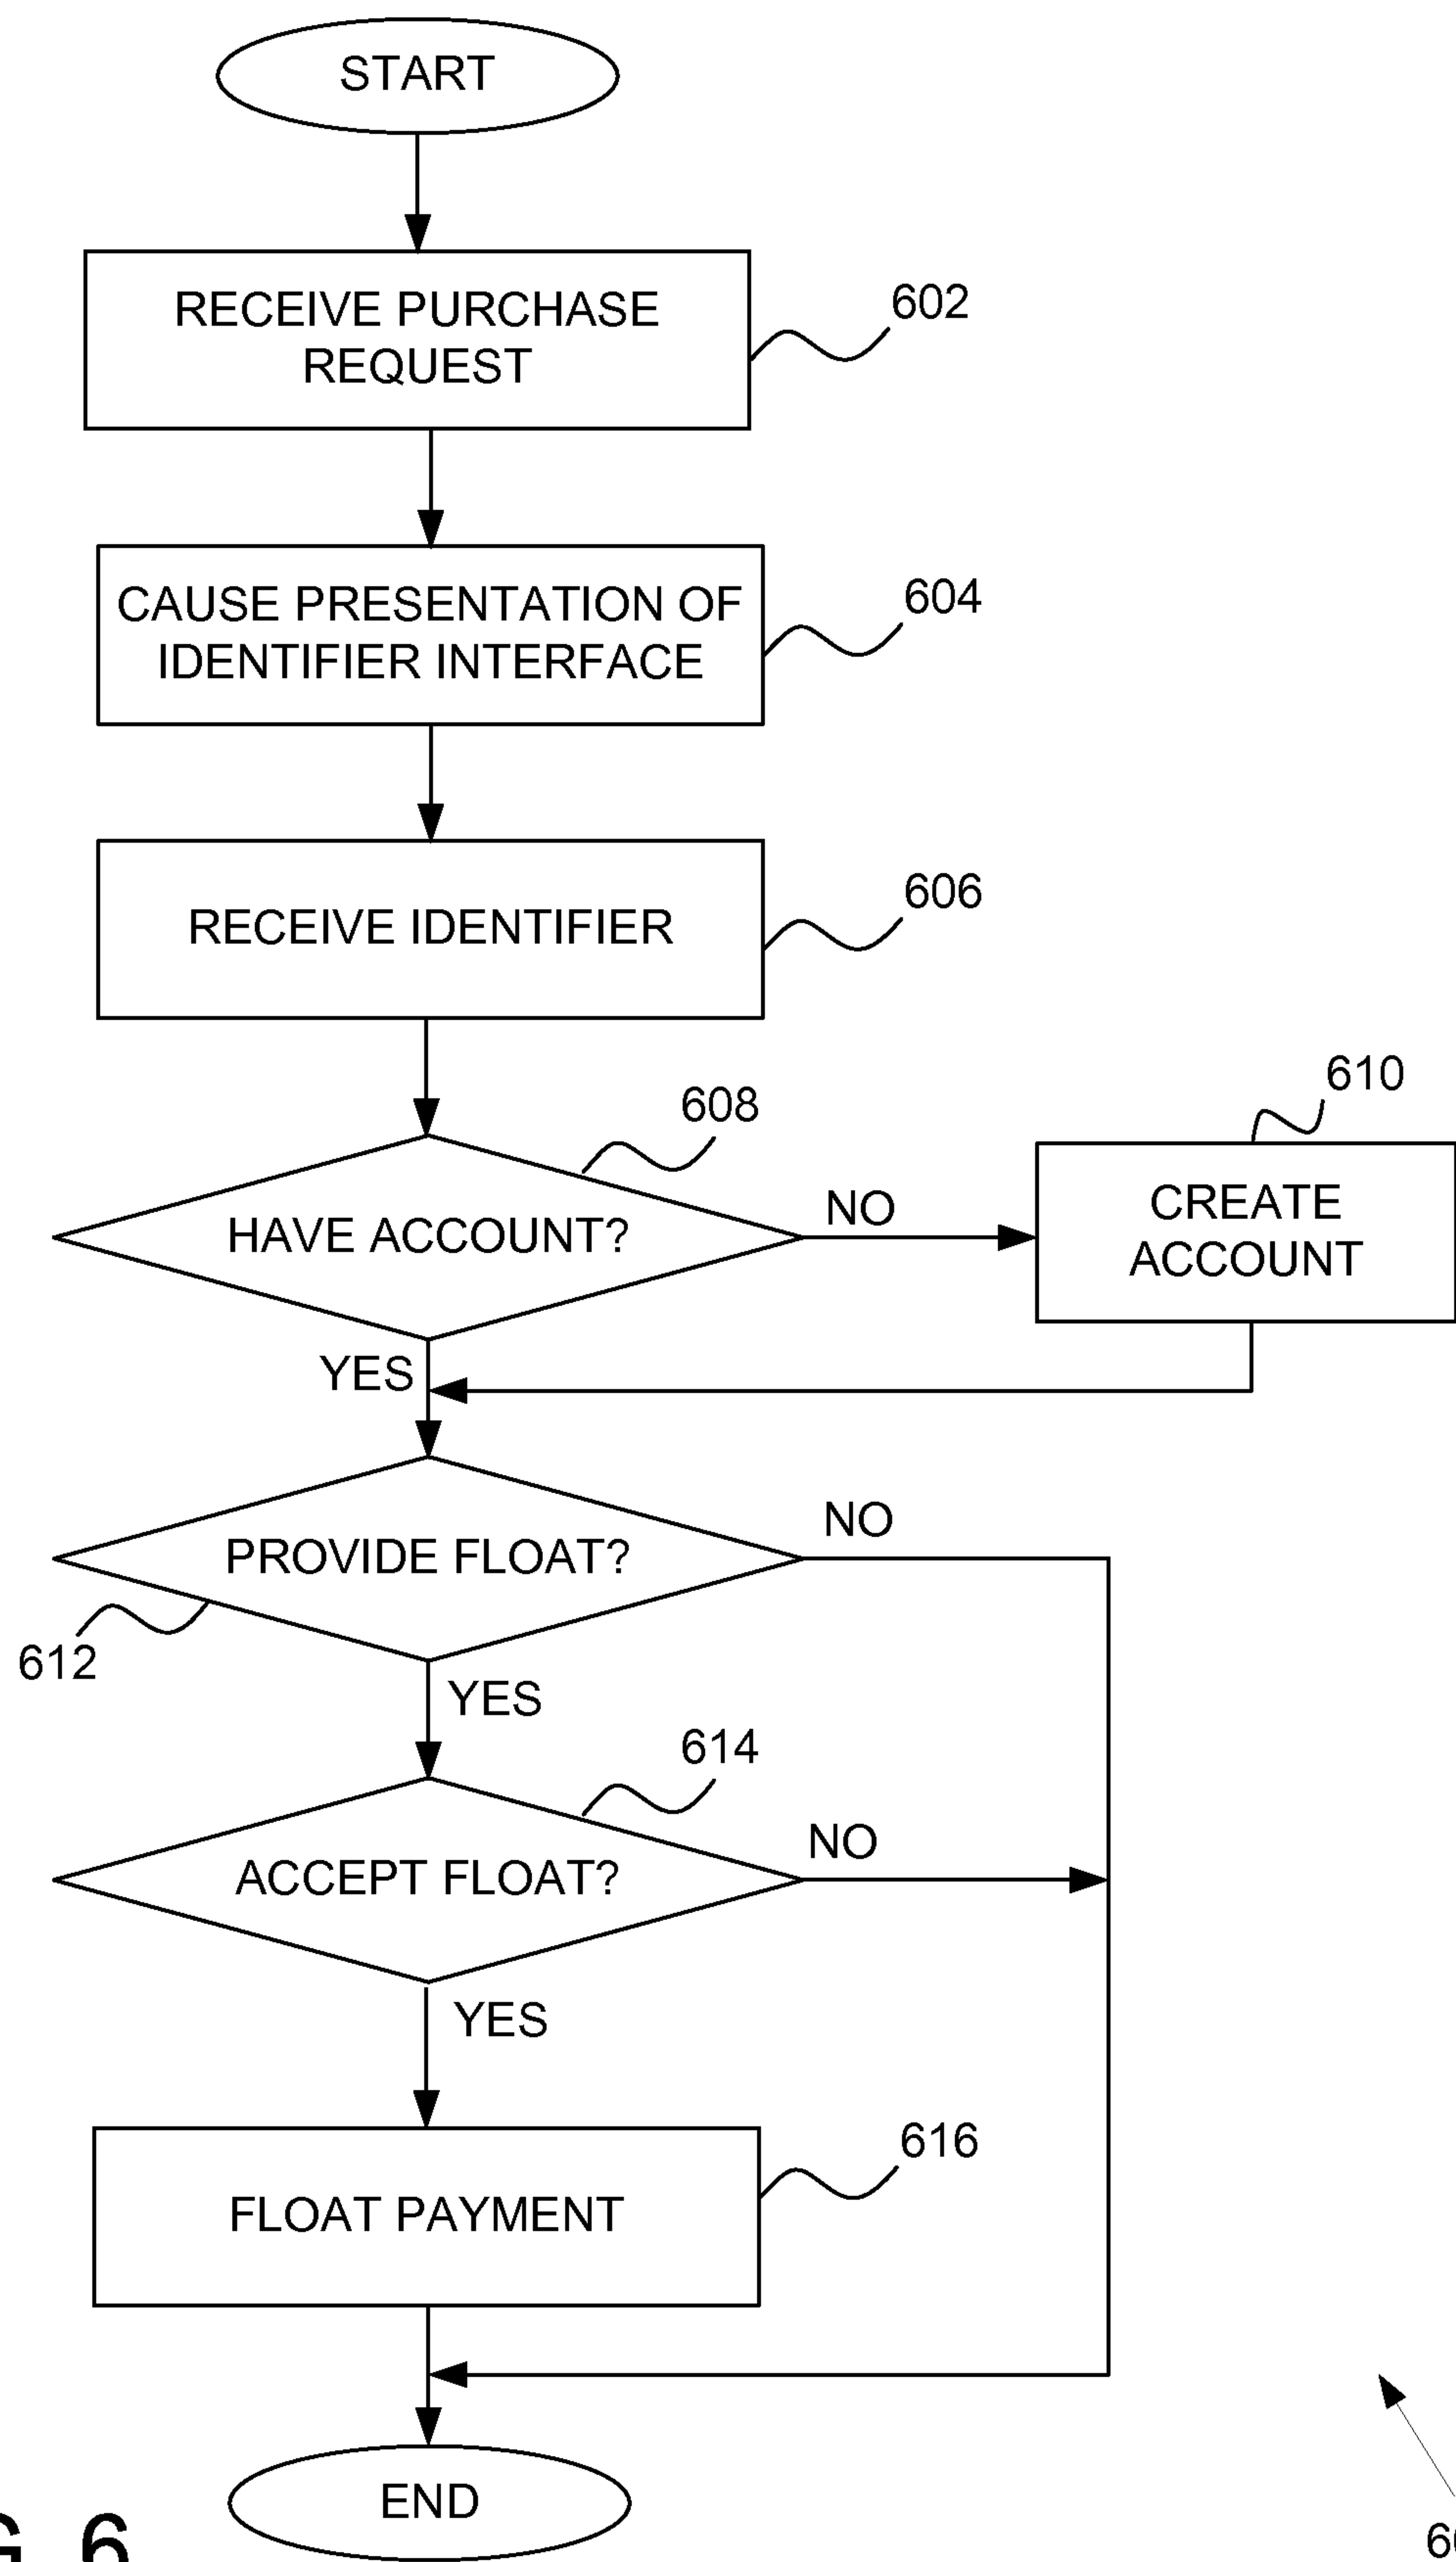 START
RECEIVE PURCHASE
REQUEST
602
CAUSE PRESENTATION OF
IDENTIFIER INTERFACE
604
RECEIVE IDENTIFIER
606
608
HAVE ACCOUNT?
NO
610
CREATE
ACCOUNT
YES
PROVIDE FLOAT?
NO
612
YES
614
ACCEPT FLOAT?
NO
YES
FLOAT PAYMENT
616
END
6